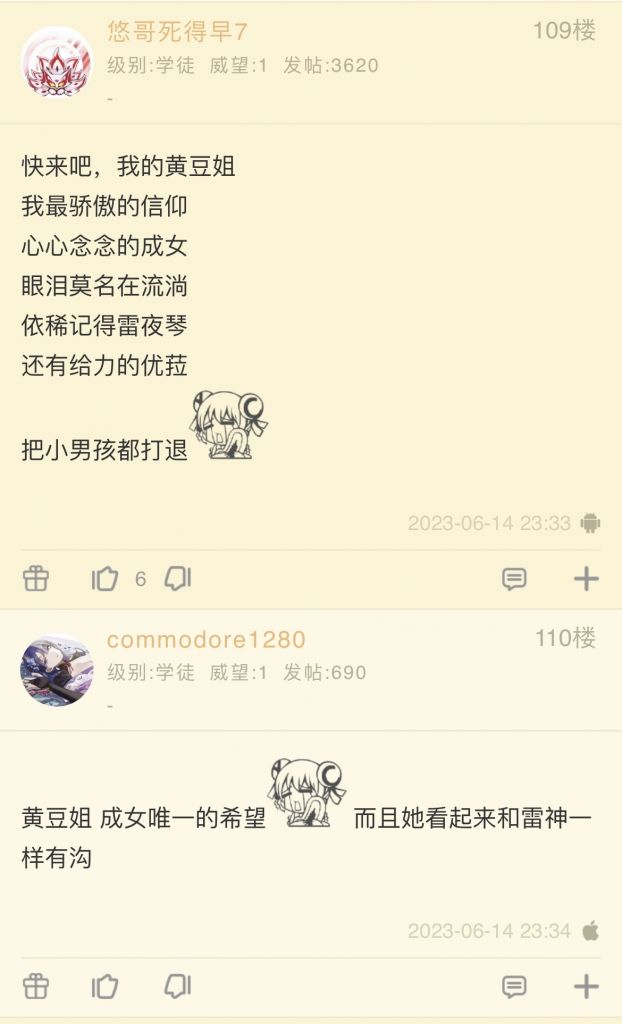 悠哥死得早7
109楼
级别:学徒 威望:1 发帖:3620
-
快来吧，我的黄豆姐
我最骄傲的信仰
心心念念的成女
眼泪莫名在流淌
依稀记得雷夜琴
还有给力的优菈
把小男孩都打退
2023-06-14 23:33
6
commodore1280
110楼
级别:学徒 威望:1 发帖:690
-
黄豆姐 成女唯一的希望 而且她看起来和雷神一
样有沟
2023-06-14 23:34